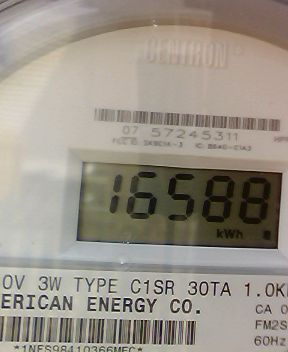 CENTRON
07 57245311
16588
kWh
0V 3W TYPE C1SR 30TA 1.0K
ERICAN ENERGY CO.
CA 0
FM2S
60Hz
*1NFS98410366MEC*